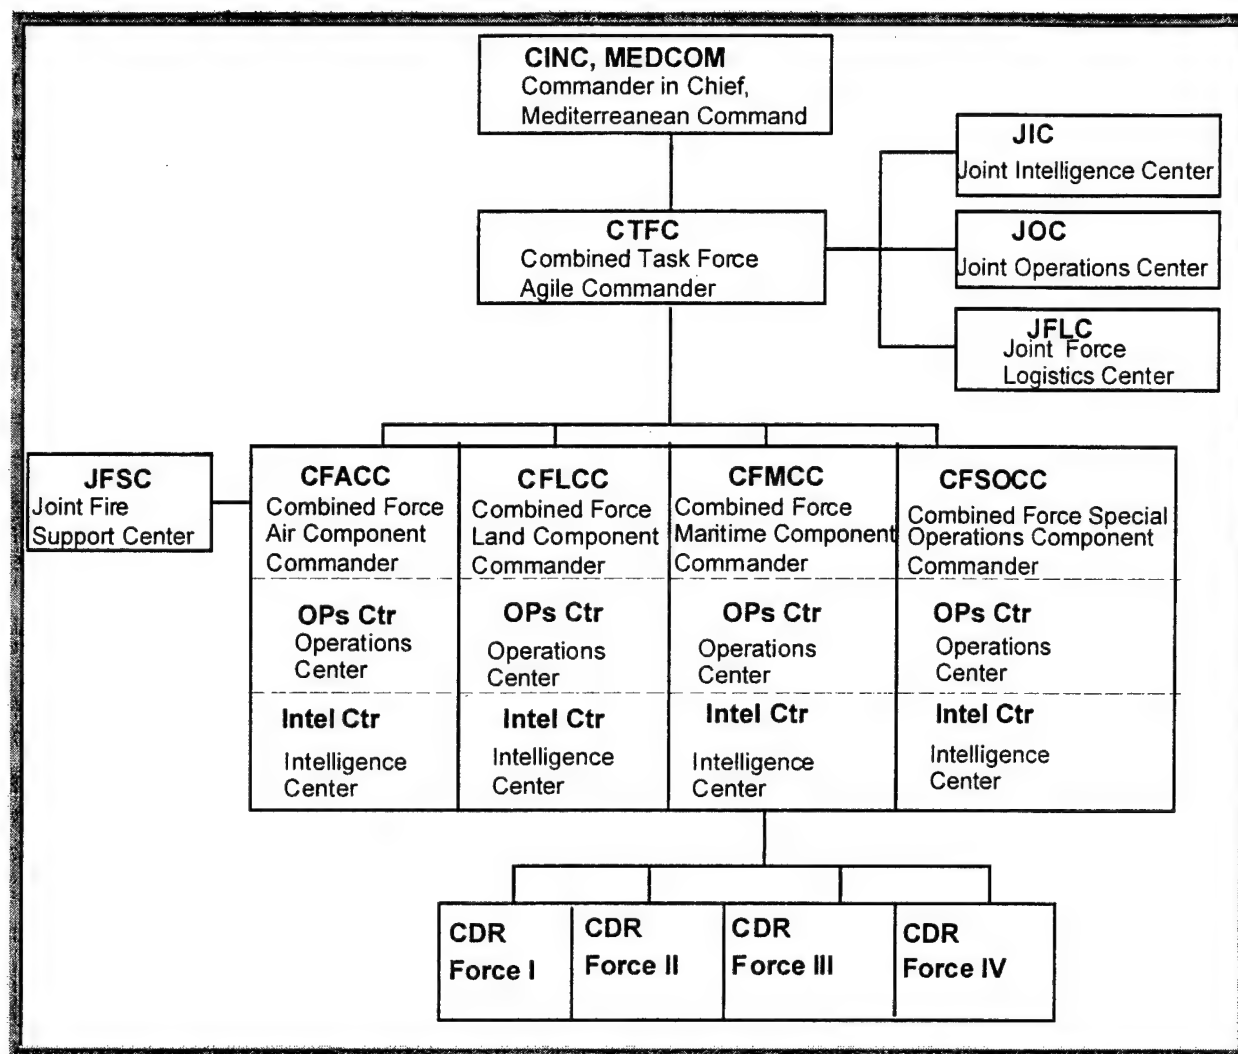 CINC, MEDCOM
Commander in Chief,
Mediterreanean Command
JIC
Joint Intelligence Center
CTFC
Combined Task Force
Agile Commander
JOC
Joint Operations Center
JFLC
Joint Force
Logistics Center
JFSC
Joint Fire
Support Center
CFACC
Combined Force
Air Component
Commander
OPs Ctr
Operations
Center
Intel Ctr
Intelligence
Center
CFLCC
Combined Force
Land Component
Commander
OPs Ctr
Operations
Center
Intel Ctr
Intelligence
Center
CFMCC
Combined Force
Maritime Component
Commander
OPs Ctr
Operations
Center
Intel Ctr
Intelligence
Center
CFSOCC
Combined Force Special
Operations Component
Commander
OPs Ctr
Operations
Center
Intel Ctr
Intelligence
Center
CDR
Force I
CDR
Force II
CDR
Force III
CDR
Force IV